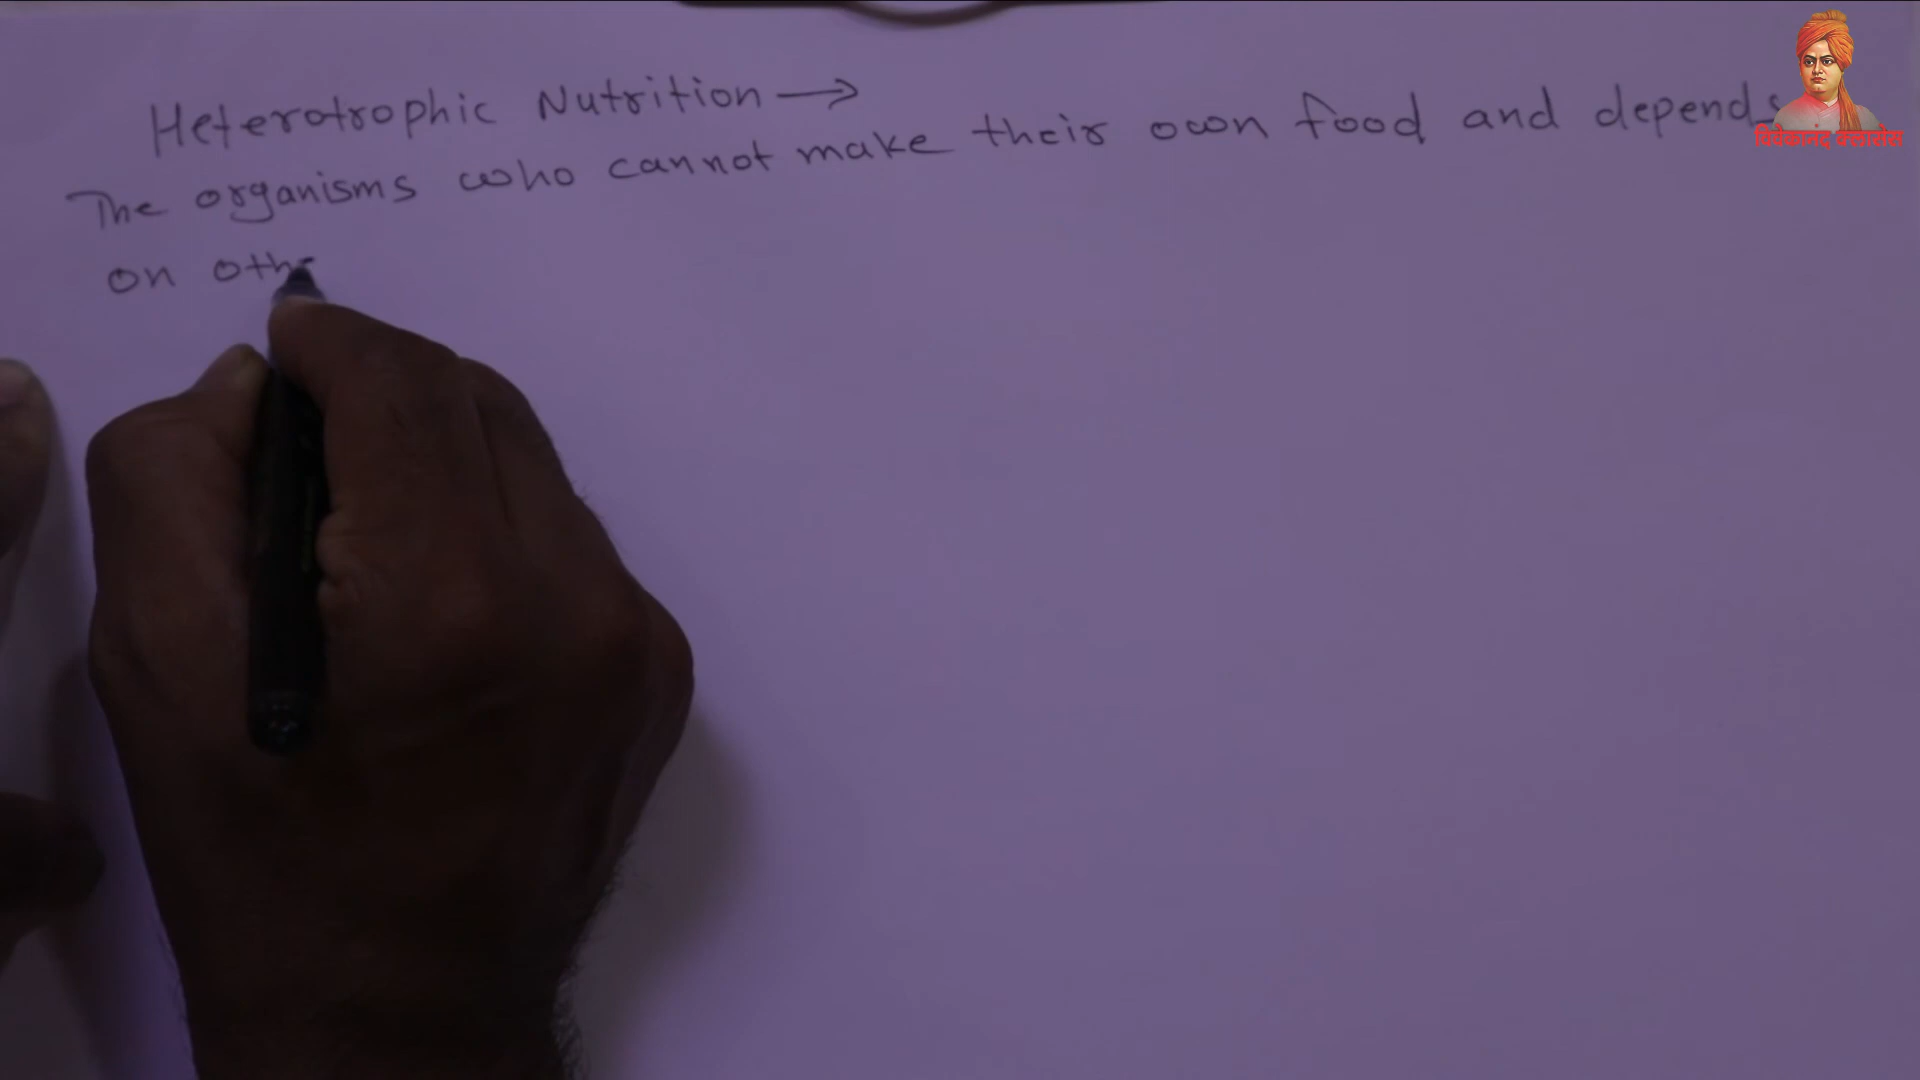 Heterotrophic Nutrition →
The organisms who cannot make their own food and depends
on oth
विवेकानंद क्लासेस